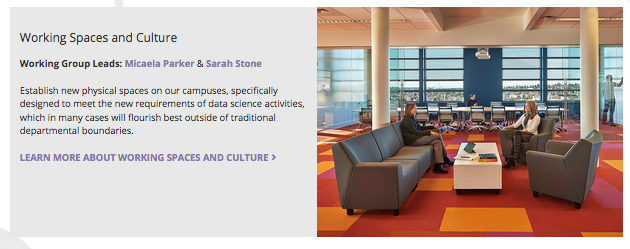 Working Spaces and Culture
Working Group Leads: Micaela Parker & Sarah Stone
Establish new physical spaces on our campuses, specifically
designed to meet the new requirements of data science activities,
which in many cases will flourish best outside of traditional
departmental boundaries.
LEARN MORE ABOUT WORKING SPACES AND CULTURE >